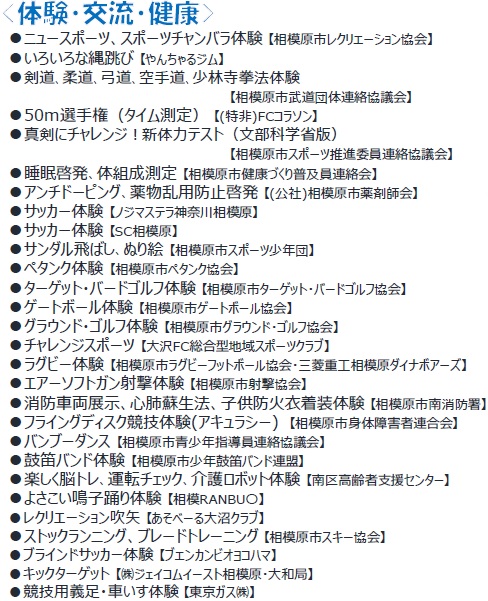 〈体験・交流・健康〉
●ニュースポーツ、スポーツチャンバラ体験【相模原市レクリエーション協会】
●いろいろな縄跳び【やんちゃるジム】
●剣道、柔道、弓道、空手道、少林寺拳法体験
【相模原市武道団体連絡協議会】
●50m選手権（タイム測定）【(特非)FCコラソン】
●真剣にチャレンジ！新体力テスト（文部科学省版）
【相模原市スポーツ推進委員連絡協議会】
●睡眠啓発、体組成測定【相模原市健康づくり普及員連絡会】
●アンチドーピング、薬物乱用防止啓発【(公社)相模原市薬剤師会】
●サッカー体験【ノジマステラ神奈川相模原】
●サッカー体験【SC相模原】
●サンダル飛ばし、ぬり絵【相模原市スポーツ少年団】
●ペタンク体験【相模原市ペタンク協会】
●ターゲット・バードゴルフ体験【相模原市ターゲット・バードゴルフ協会】
●ゲートボール体験【相模原市ゲートボール協会】
●グラウンド・ゴルフ体験【相模原市グラウンド・ゴルフ協会】
●チャレンジスポーツ【大沢FC総合型地域スポーツクラブ】
●ラグビー体験【相模原市ラグビーフットボール協会・三菱重工相模原ダイナボアーズ】
●エアーソフトガン射撃体験【相模原市射撃協会】
●消防車両展示、心肺蘇生法、子供防火衣着装体験【相模原市南消防署】
●フライングディスク競技体験(アキュラシー)【相模原市身体障害者連合会】
●バンブーダンス【相模原市青少年指導員連絡協議会】
●鼓笛バンド体験【相模原市少年鼓笛バンド連盟】
●楽しく脳トレ、運転チェック、介護ロボット体験【南区高齢者支援センター】
●よさこい鳴子踊り体験【相模RANBU〇】
●レクリエーション吹矢【あそべーる大沼クラブ】
●ストックランニング、ブレードトレーニング【相模原市スキー協会】
●ブラインドサッカー体験【ブエンカンビオヨコハマ】
●キックターゲット【㈱ジェイコムイースト相模原・大和局】
●競技用義足・車いす体験【東京ガス㈱】